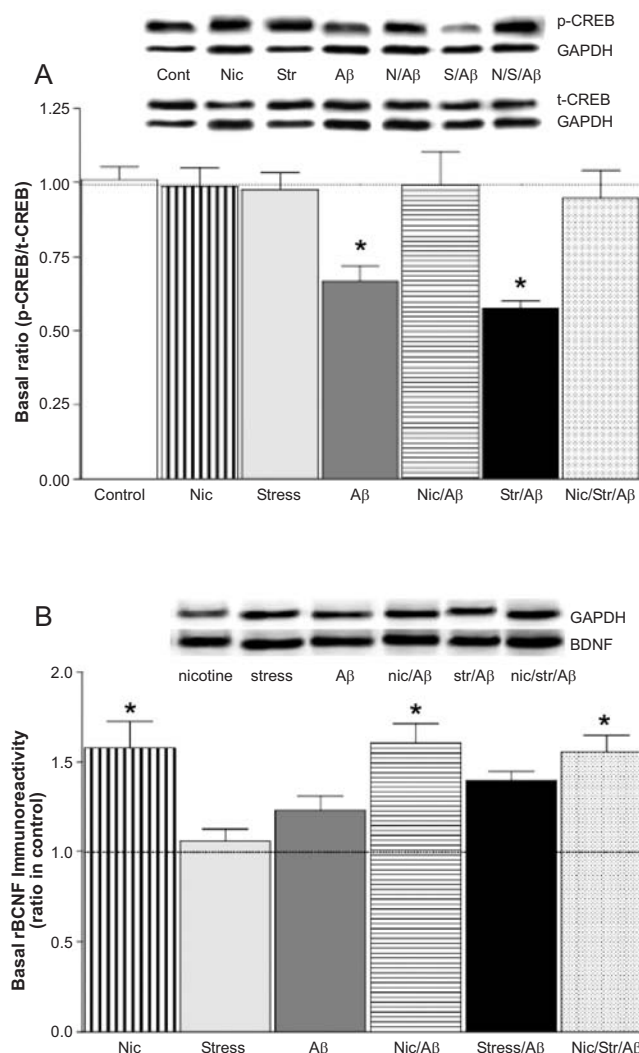 p-CREB
GAPDH
A
Cont Nic Str Aβ N/Aβ S/Aβ N/S/Aβ
t-CREB
GAPDH
Basal ratio (p-CREB/t-CREB)
1.25
1.00
0.75
0.50
0.25
0.00
* *
Control Nic Stress Aβ Nic/Aβ Str/Aβ Nic/Str/Aβ
B
GAPDH
BDNF
nicotine stress Aβ nic/Aβ str/Aβ nic/str/Aβ
Basal rBCNF Immunoreactivity
(ratio in control)
2.0
1.5
1.0
0.5
0.0
* * *
Nic Stress Aβ Nic/Aβ Stress/Aβ Nic/Str/Aβ